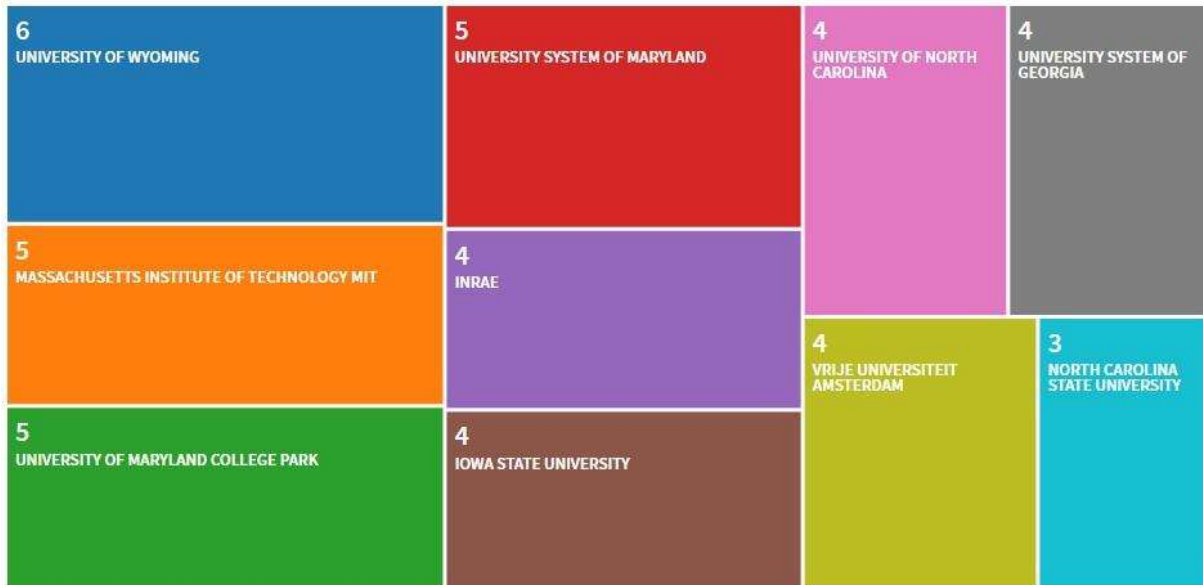 6
UNIVERSITY OF WYOMING
5
MASSACHUSETTS INSTITUTE OF TECHNOLOGY MIT
5
UNIVERSITY OF MARYLAND COLLEGE PARK
5
UNIVERSITY SYSTEM OF MARYLAND
4
INRAE
4
IOWA STATE UNIVERSITY
4
UNIVERSITY OF NORTH
CAROLINA
4
UNIVERSITY SYSTEM OF
GEORGIA
4
VRIJE UNIVERSITEIT
AMSTERDAM
3
NORTH CAROLINA
STATE UNIVERSITY